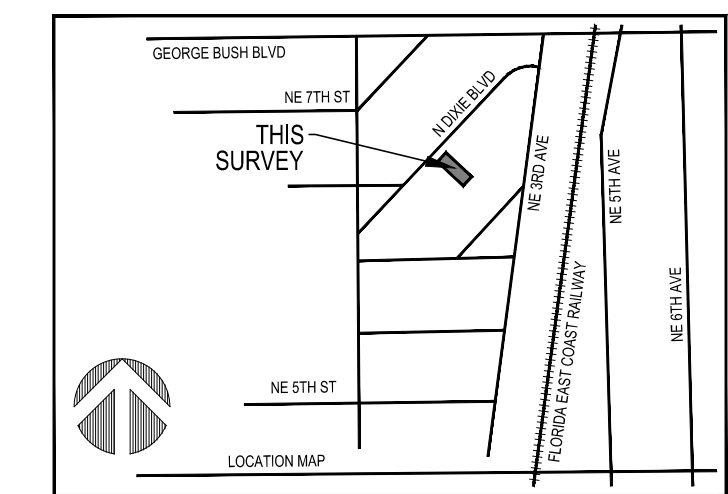 GEORGE BUSH BLVD
NE 7TH ST
N DIXIE BLVD
THIS
SURVEY
NE 3RD AVE
NE 5TH AVE
NE 6TH AVE
FLORIDA EAST COAST RAILWAY
NE 5TH ST
LOCATION MAP